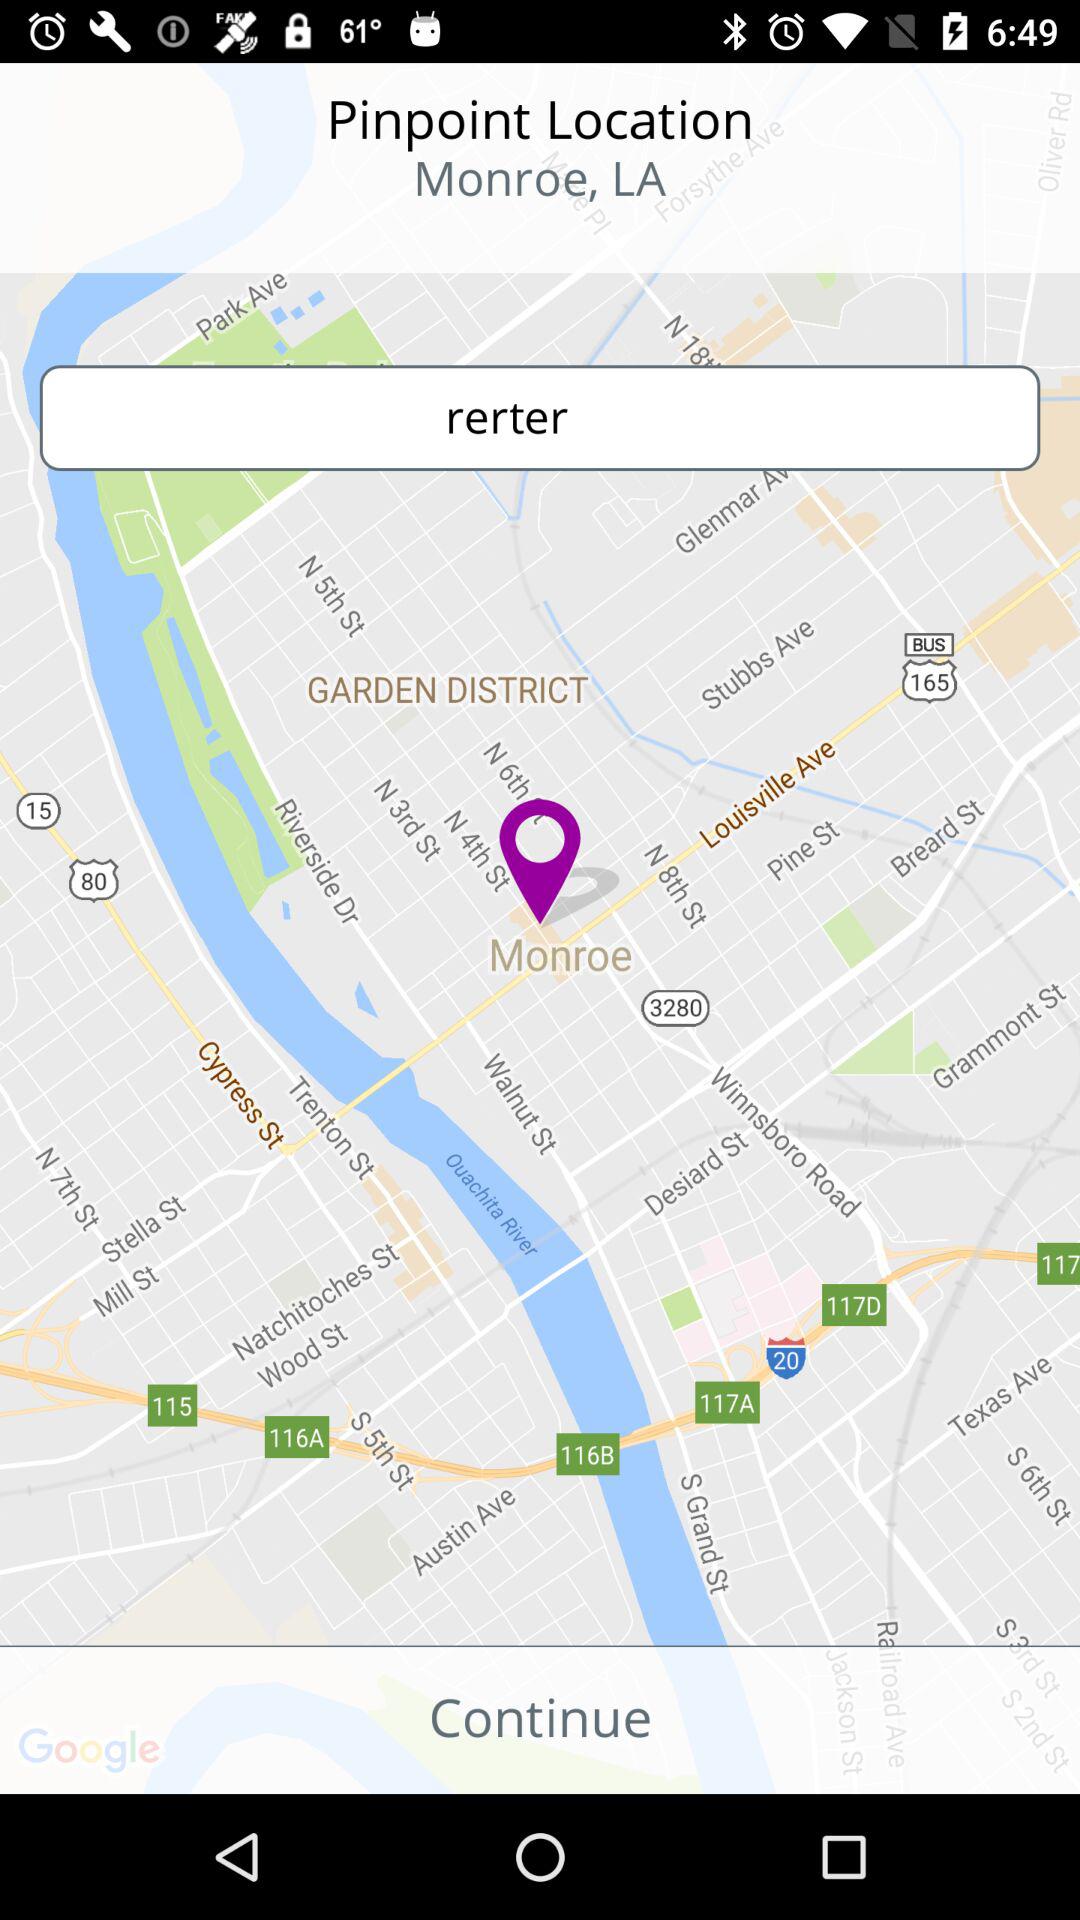 FAKE
61°
6:49
Pinpoint Location
Monroe, LA
Forsythe Ave
Oliver Rd
Park Ave
rerter
Glenmar Av
N 5th St
Stubbs Ave
BUS
165
GARDEN DISTRICT
N 6th
N 3rd St
N 4th St
Louisville Ave
15
80
Riverside Dr
N 8th St
Pine St
Breard St
Monroe
3280
Grammont St
Cypress St
Trenton St
Walnut St
Winnsboro Road
N 7th St
Stella St
Mill St
Ouachita River
Desiard St
Natchitoches St
Wood St
117
117D
20
115
116A
116B
117A
Texas Ave
S 5th St
S 6th St
Austin Ave
S Grand St
Railroad Ave
S 3rd St
Jackson St
S 2nd St
Continue
Google